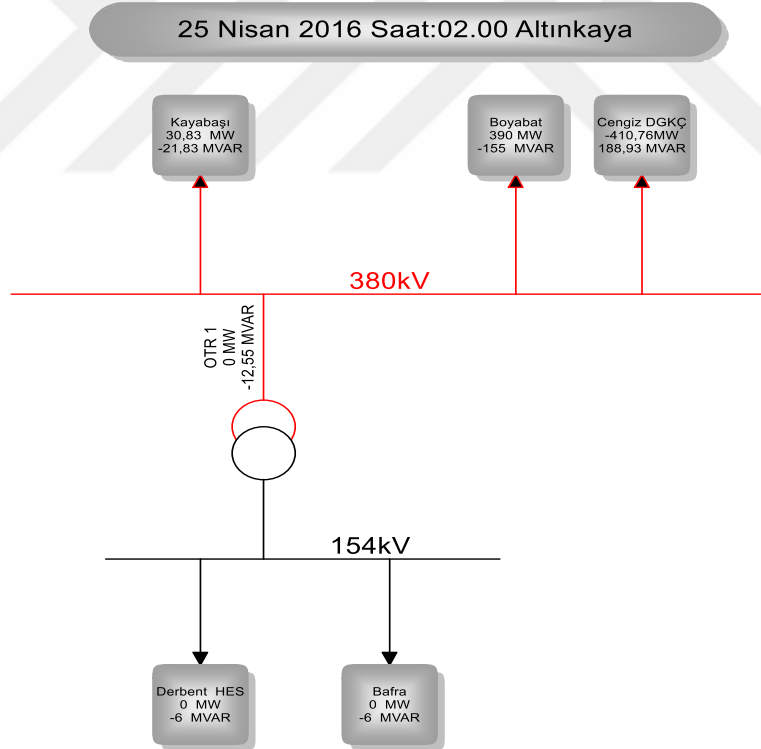 25 Nisan 2016 Saat:02.00 Altınkaya
Kayabaşı
30,83 MW
-21,83 MVAR
Boyabat
390 MW
-155 MVAR
Cengiz DGKÇ
-410,76MW
188,93 MVAR
380kV
OTR 1
0 MW
-12,55 MVAR
154kV
Derbent HES
0 MW
-6 MVAR
Bafra
0 MW
-6 MVAR